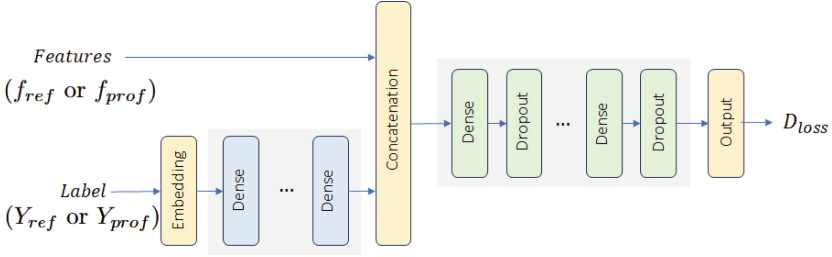 Features
(f_ref or f_prof)
Label
(Y_ref or Y_prof)
Embedding
Dense
...
Dense
Concatenation
Dense
Dropout
...
Dense
Dropout
Output
D_loss